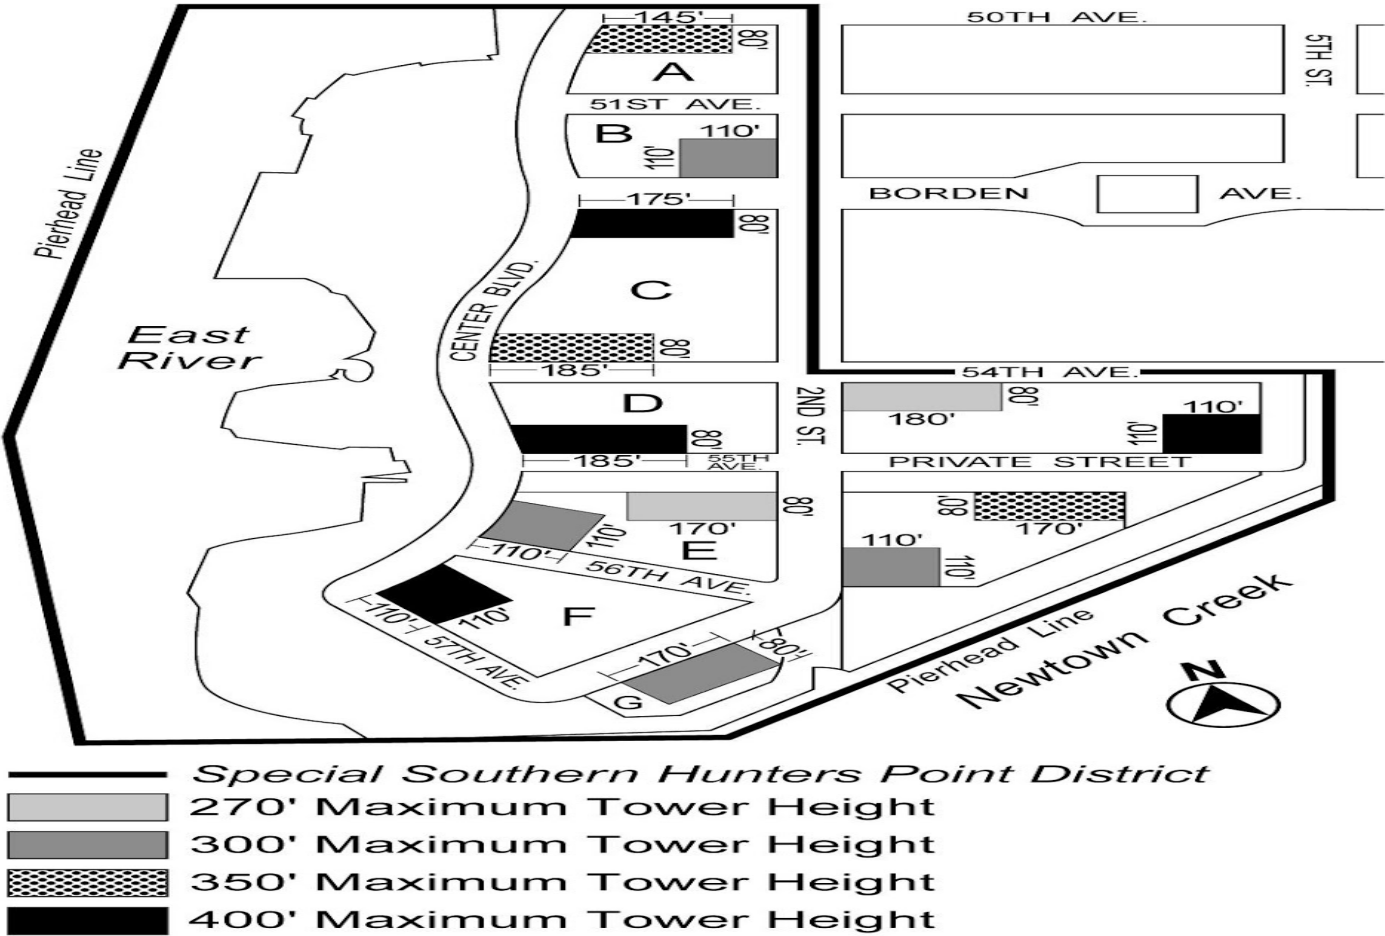 145'
50TH AVE.
80'
5TH ST.
A
51ST AVE.
B
110'
110'
Pierhead Line
BORDEN
AVE.
175'
80'
CENTER BLVD.
C
East
River
80'
185'
54TH AVE.
D
2ND ST.
80'
180'
110'
110'
80'
185'
55TH
AVE.
PRIVATE STREET
80'
170'
110'
110'
E
80'
170'
110'
110'
56TH AVE.
110'
110'
F
57TH AVE.
170'
80'
G
Pierhead Line
Newtown Creek
N
Special Southern Hunters Point District
270' Maximum Tower Height
300' Maximum Tower Height
350' Maximum Tower Height
400' Maximum Tower Height